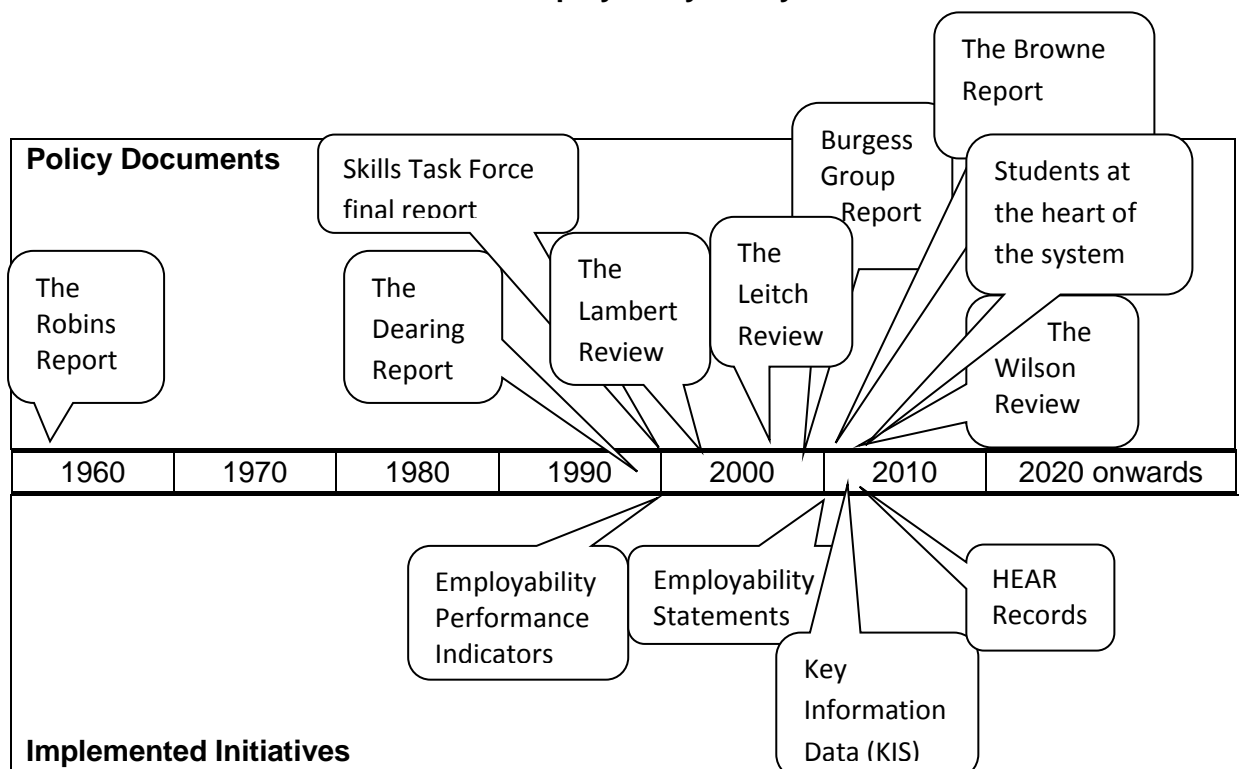 The Browne
Report
Burgess
Group
Report
Policy Documents
Skills Task Force
final report
Students at
the heart of
the system
The
Robins
Report
The
Dearing
Report
The
Lambert
Review
The
Leitch
Review
The
Wilson
Review
1960 1970 1980 1990 2000 2010 2020 onwards
Employability
Performance
Indicators
Employability
Statements
HEAR
Records
Key
Information
Data (KIS)
Implemented Initiatives